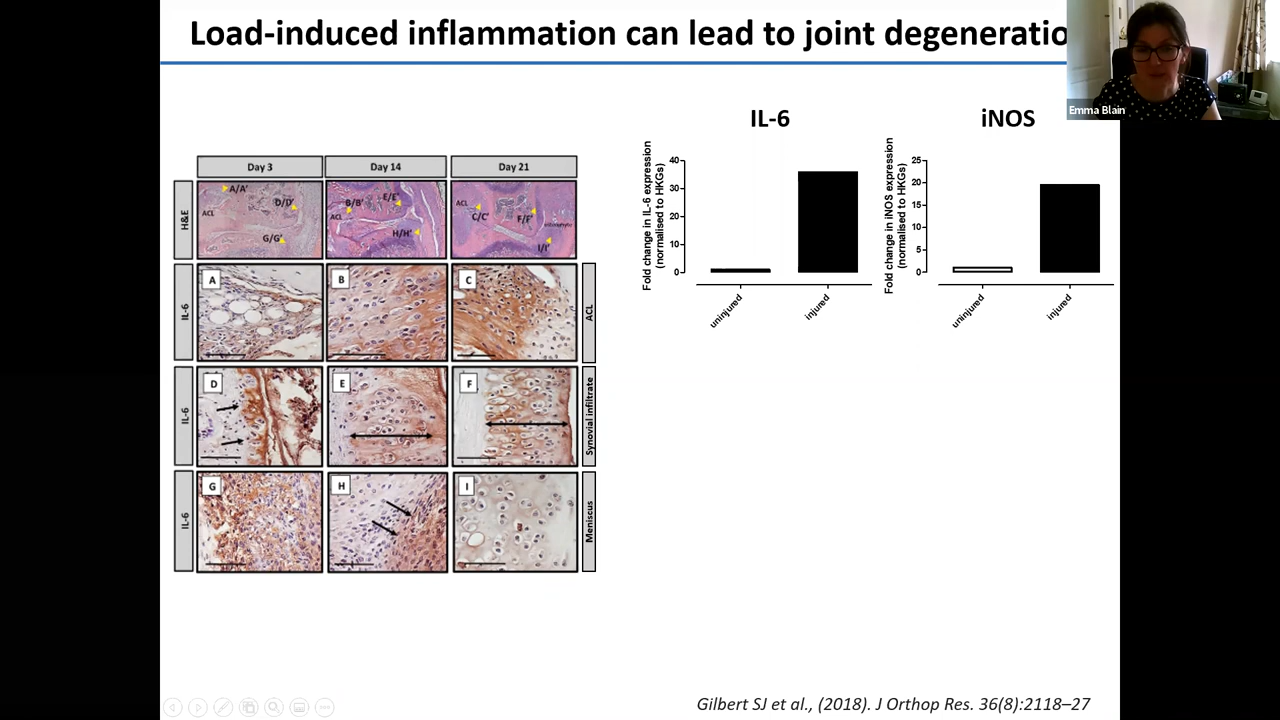 Load-induced inflammation can lead to joint degeneratio
Emma Blain
Day 3
Day 14
Day 21
H&E
A/A'
D/D'
ACL
G/G'
B/B'
E/E'
ACL
H/H'
ACL
C/C'
F/F'
I/I'
IL-6
A
B
C
ACL
IL-6
D
E
F
Synovial infiltrate
IL-6
G
H
I
Meniscus
IL-6
Fold change in IL-6 expression
(normalised to HKGs)
40
30
20
10
0
uninjured
injured
iNOS
Fold change in iNOS expression
(normalised to HKGs)
25
20
15
10
5
0
uninjured
injured
Gilbert SJ et al., (2018). J Orthop Res. 36(8):2118–27